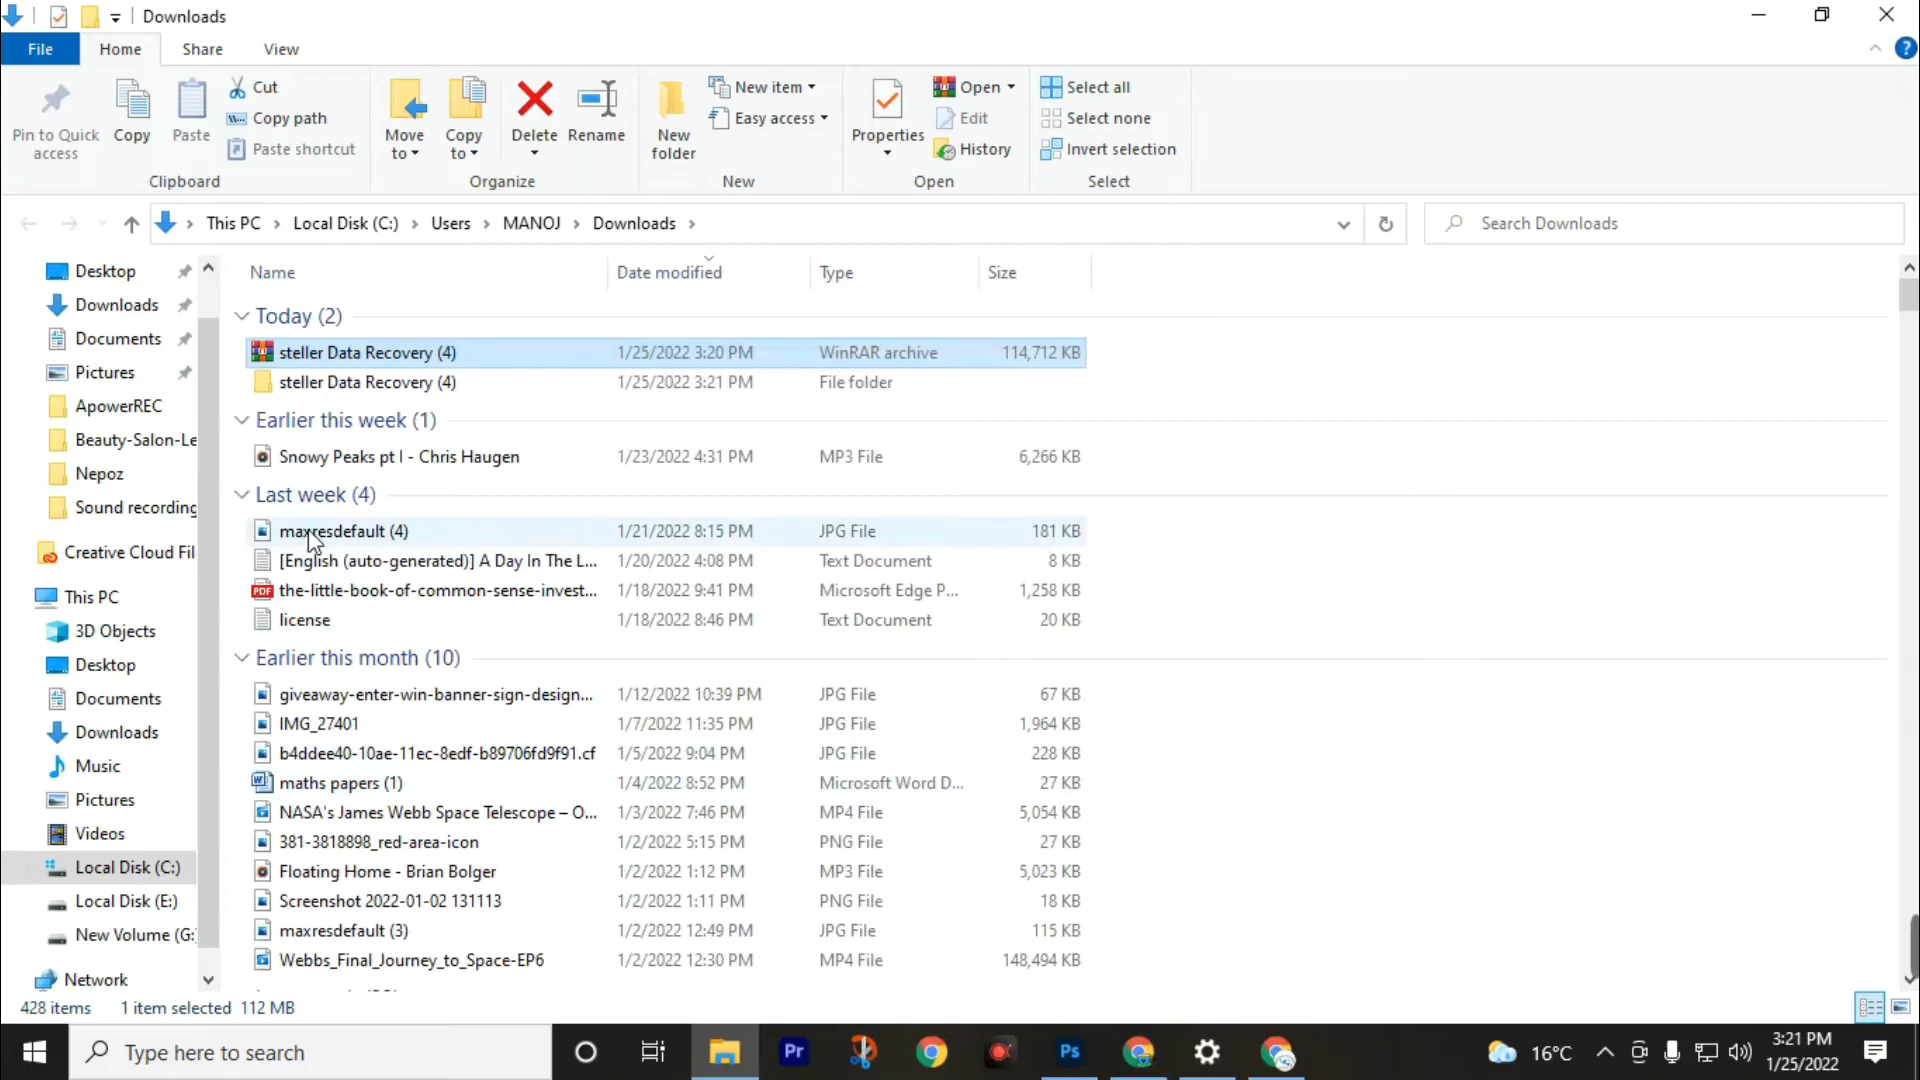 Downloads
File Home Share View
Pin to Quick access
Copy
Paste
Cut
Copy path
Paste shortcut
Clipboard
Move to
Copy to
Delete
Rename
Organize
New folder
New item
Easy access
New
Properties
Open
Edit
History
Open
Select all
Select none
Invert selection
Select
This PC Local Disk (C:) Users MANOJ Downloads
Search Downloads
Desktop
Downloads
Documents
Pictures
ApowerREC
Beauty-Salon-Le
Nepoz
Sound recording
Creative Cloud Fil
This PC
3D Objects
Desktop
Documents
Downloads
Music
Pictures
Videos
Local Disk (C:)
Local Disk (E:)
New Volume (G:
Network
Name Date modified Type Size
Today (2)
steller Data Recovery (4) 1/25/2022 3:20 PM WinRAR archive 114,712 KB
steller Data Recovery (4) 1/25/2022 3:21 PM File folder
Earlier this week (1)
Snowy Peaks pt I - Chris Haugen 1/23/2022 4:31 PM MP3 File 6,266 KB
Last week (4)
maxresdefault (4) 1/21/2022 8:15 PM JPG File 181 KB
[English (auto-generated)] A Day In The L... 1/20/2022 4:08 PM Text Document 8 KB
PDF the-little-book-of-common-sense-invest... 1/18/2022 9:41 PM Microsoft Edge P... 1,258 KB
license 1/18/2022 8:46 PM Text Document 20 KB
Earlier this month (10)
giveaway-enter-win-banner-sign-design... 1/12/2022 10:39 PM JPG File 67 KB
IMG_27401 1/7/2022 11:35 PM JPG File 1,964 KB
b4ddee40-10ae-11ec-8edf-b89706fd9f91.cf 1/5/2022 9:04 PM JPG File 228 KB
maths papers (1) 1/4/2022 8:52 PM Microsoft Word D... 27 KB
NASA's James Webb Space Telescope – O... 1/3/2022 7:46 PM MP4 File 5,054 KB
381-3818898_red-area-icon 1/2/2022 5:15 PM PNG File 27 KB
Floating Home - Brian Bolger 1/2/2022 1:12 PM MP3 File 5,023 KB
Screenshot 2022-01-02 131113 1/2/2022 1:11 PM PNG File 18 KB
maxresdefault (3) 1/2/2022 12:49 PM JPG File 115 KB
Webbs_Final_Journey_to_Space-EP6 1/2/2022 12:30 PM MP4 File 148,494 KB
428 items 1 item selected 112 MB
Type here to search
Pr
Ps
16°C
3:21 PM
1/25/2022